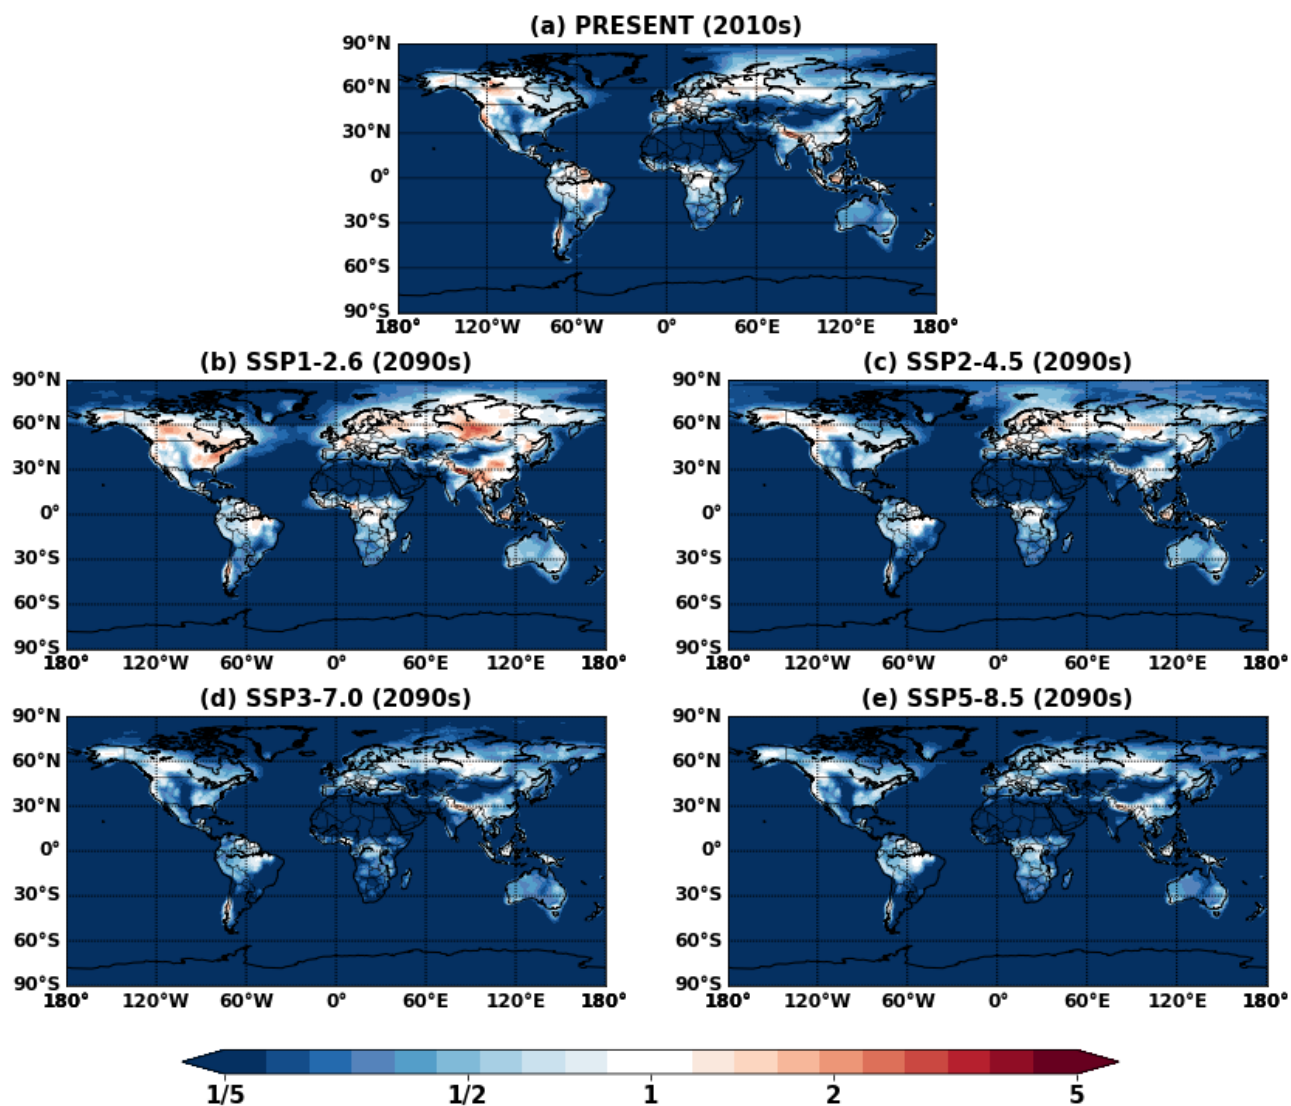 (a) PRESENT (2010s)
90°N
60°N
30°N
0°
30°S
60°S
90°S
180° 120°W 60°W 0° 60°E 120°E 180°
(b) SSP1-2.6 (2090s)
90°N
60°N
30°N
0°
30°S
60°S
90°S
180° 120°W 60°W 0° 60°E 120°E 180°
(c) SSP2-4.5 (2090s)
90°N
60°N
30°N
0°
30°S
60°S
90°S
180° 120°W 60°W 0° 60°E 120°E 180°
(d) SSP3-7.0 (2090s)
90°N
60°N
30°N
0°
30°S
60°S
90°S
180° 120°W 60°W 0° 60°E 120°E 180°
(e) SSP5-8.5 (2090s)
90°N
60°N
30°N
0°
30°S
60°S
90°S
180° 120°W 60°W 0° 60°E 120°E 180°
1/5 1/2 1 2 5